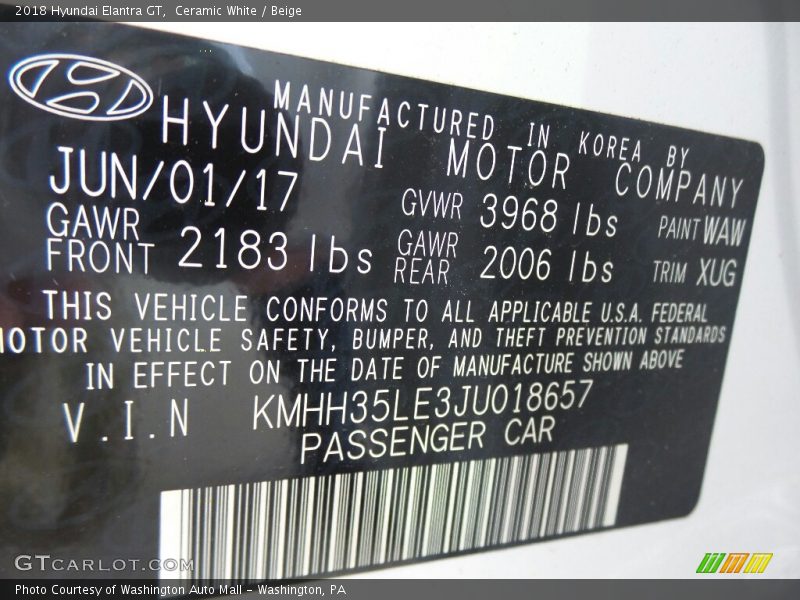 2018 Hyundai Elantra GT, Ceramic White / Beige
MANUFACTURED IN KOREA BY
HYUNDAI MOTOR COMPANY
JUN/01/17 GVWR 3968 lbs PAINT WAW
GAWR FRONT 2183 lbs GAWR REAR 2006 lbs TRIM XUG
THIS VEHICLE CONFORMS TO ALL APPLICABLE U.S.A. FEDERAL
MOTOR VEHICLE SAFETY, BUMPER, AND THEFT PREVENTION STANDARDS
IN EFFECT ON THE DATE OF MANUFACTURE SHOWN ABOVE
V.I.N KMHH35LE3JU018657
PASSENGER CAR
GTCARLOT.COM
Photo Courtesy of Washington Auto Mall - Washington, PA